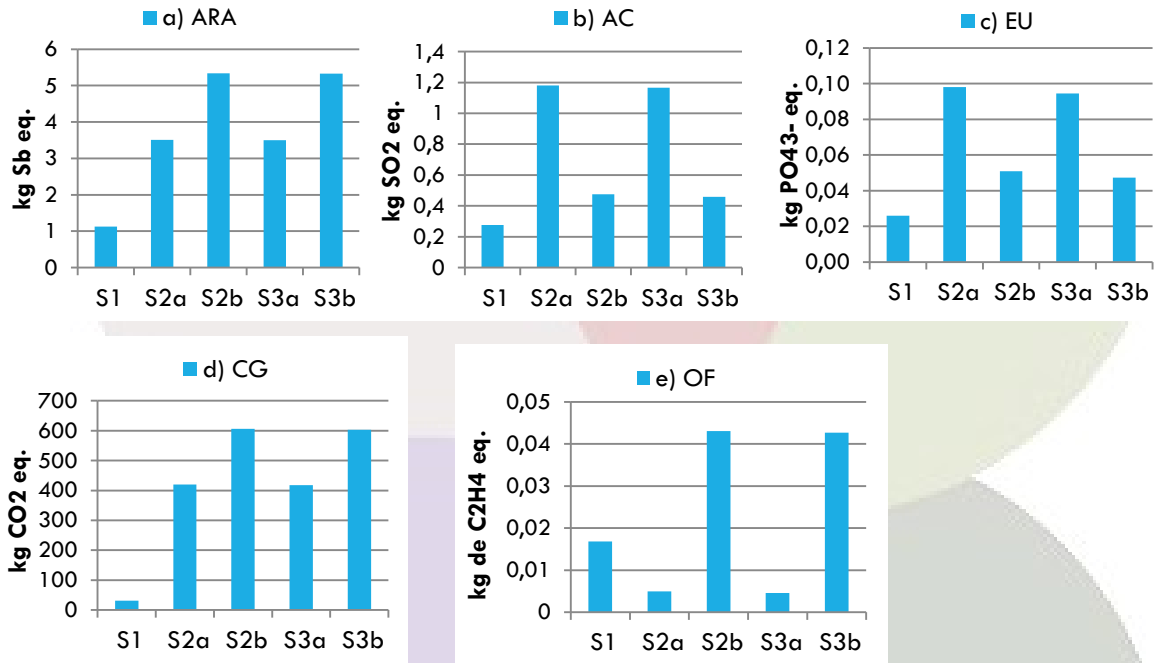 a) ARA
kg Sb eq.
6
5
4
3
2
1
0
S1 S2a S2b S3a S3b
b) AC
kg SO2 eq.
1,4
1,2
1
0,8
0,6
0,4
0,2
0
S1 S2a S2b S3a S3b
c) EU
kg PO43- eq.
0,12
0,10
0,08
0,06
0,04
0,02
0,00
S1 S2a S2b S3a S3b
d) CG
kg CO2 eq.
700
600
500
400
300
200
100
0
S1 S2a S2b S3a S3b
e) OF
kg de C2H4 eq.
0,05
0,04
0,03
0,02
0,01
0
S1 S2a S2b S3a S3b